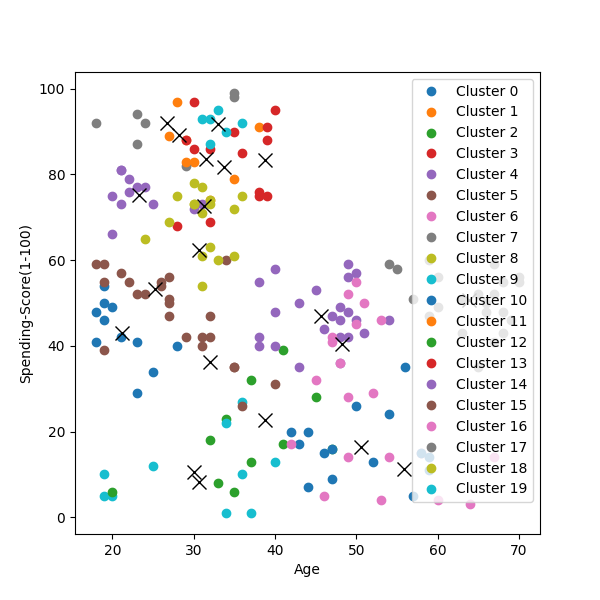 100
80
60
40
20
0
Spending-Score(1-100)
20 30 40 50 60 70
Age
Cluster 0
Cluster 1
Cluster 2
Cluster 3
Cluster 4
Cluster 5
Cluster 6
Cluster 7
Cluster 8
Cluster 9
Cluster 10
Cluster 11
Cluster 12
Cluster 13
Cluster 14
Cluster 15
Cluster 16
Cluster 17
Cluster 18
Cluster 19